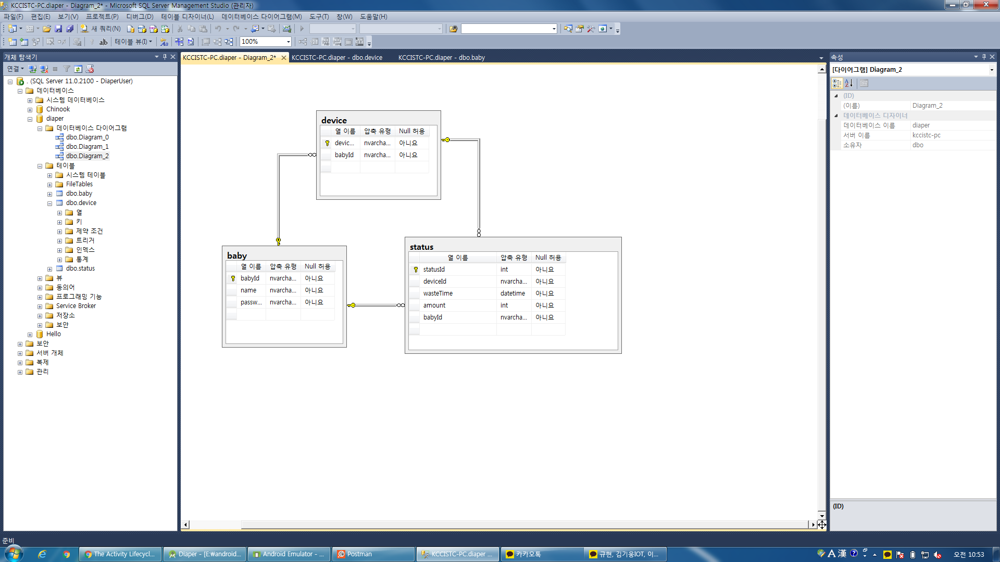 KCCISTC-PC.diaper - Diagram_2* - Microsoft SQL Server Management Studio (관리자)
파일(F) 편집(E) 보기(V) 프로젝트(P) 디버그(D) 테이블 디자이너(L) 데이터베이스 다이어그램(M) 도구(T) 창(W) 도움말(H)
새 쿼리(N)
테이블 뷰(I) 100%
개체 탐색기
연결
. (SQL Server 11.0.2100 - DiaperUser)
데이터베이스
시스템 데이터베이스
Chinook
diaper
데이터베이스 다이어그램
dbo.Diagram_0
dbo.Diagram_1
dbo.Diagram_2
테이블
시스템 테이블
FileTables
dbo.baby
dbo.device
열
키
제약 조건
트리거
인덱스
통계
dbo.status
뷰
동의어
프로그래밍 기능
Service Broker
저장소
보안
Hello
보안
서버 개체
복제
관리
KCCISTC-PC.diaper - Diagram_2* KCCISTC-PC.diaper - dbo.device KCCISTC-PC.diaper - dbo.baby
device
열 이름 압축 유형 Null 허용
devic... nvarcha... 아니요
babyId nvarcha... 아니요
baby
열 이름 압축 유형 Null 허용
babyId nvarcha... 아니요
name nvarcha... 아니요
passw... nvarcha... 아니요
status
열 이름 압축 유형 Null 허용
statusId int 아니요
deviceId nvarcha... 아니요
wasteTime datetime 아니요
amount int 아니요
babyId nvarcha... 아니요
속성
[다이어그램] Diagram_2
(ID)
(이름) Diagram_2
데이터베이스 디자이너
데이터베이스 이름 diaper
서버 이름 kccistc-pc
소유자 dbo
(ID)
준비
The Activity Lifecycl... Diaper - [E:\android... Android Emulator - ... Postman KCCISTC-PC.diaper ... 카카오톡 규현, 김기웅IOT, 이... A 漢 오전 10:53